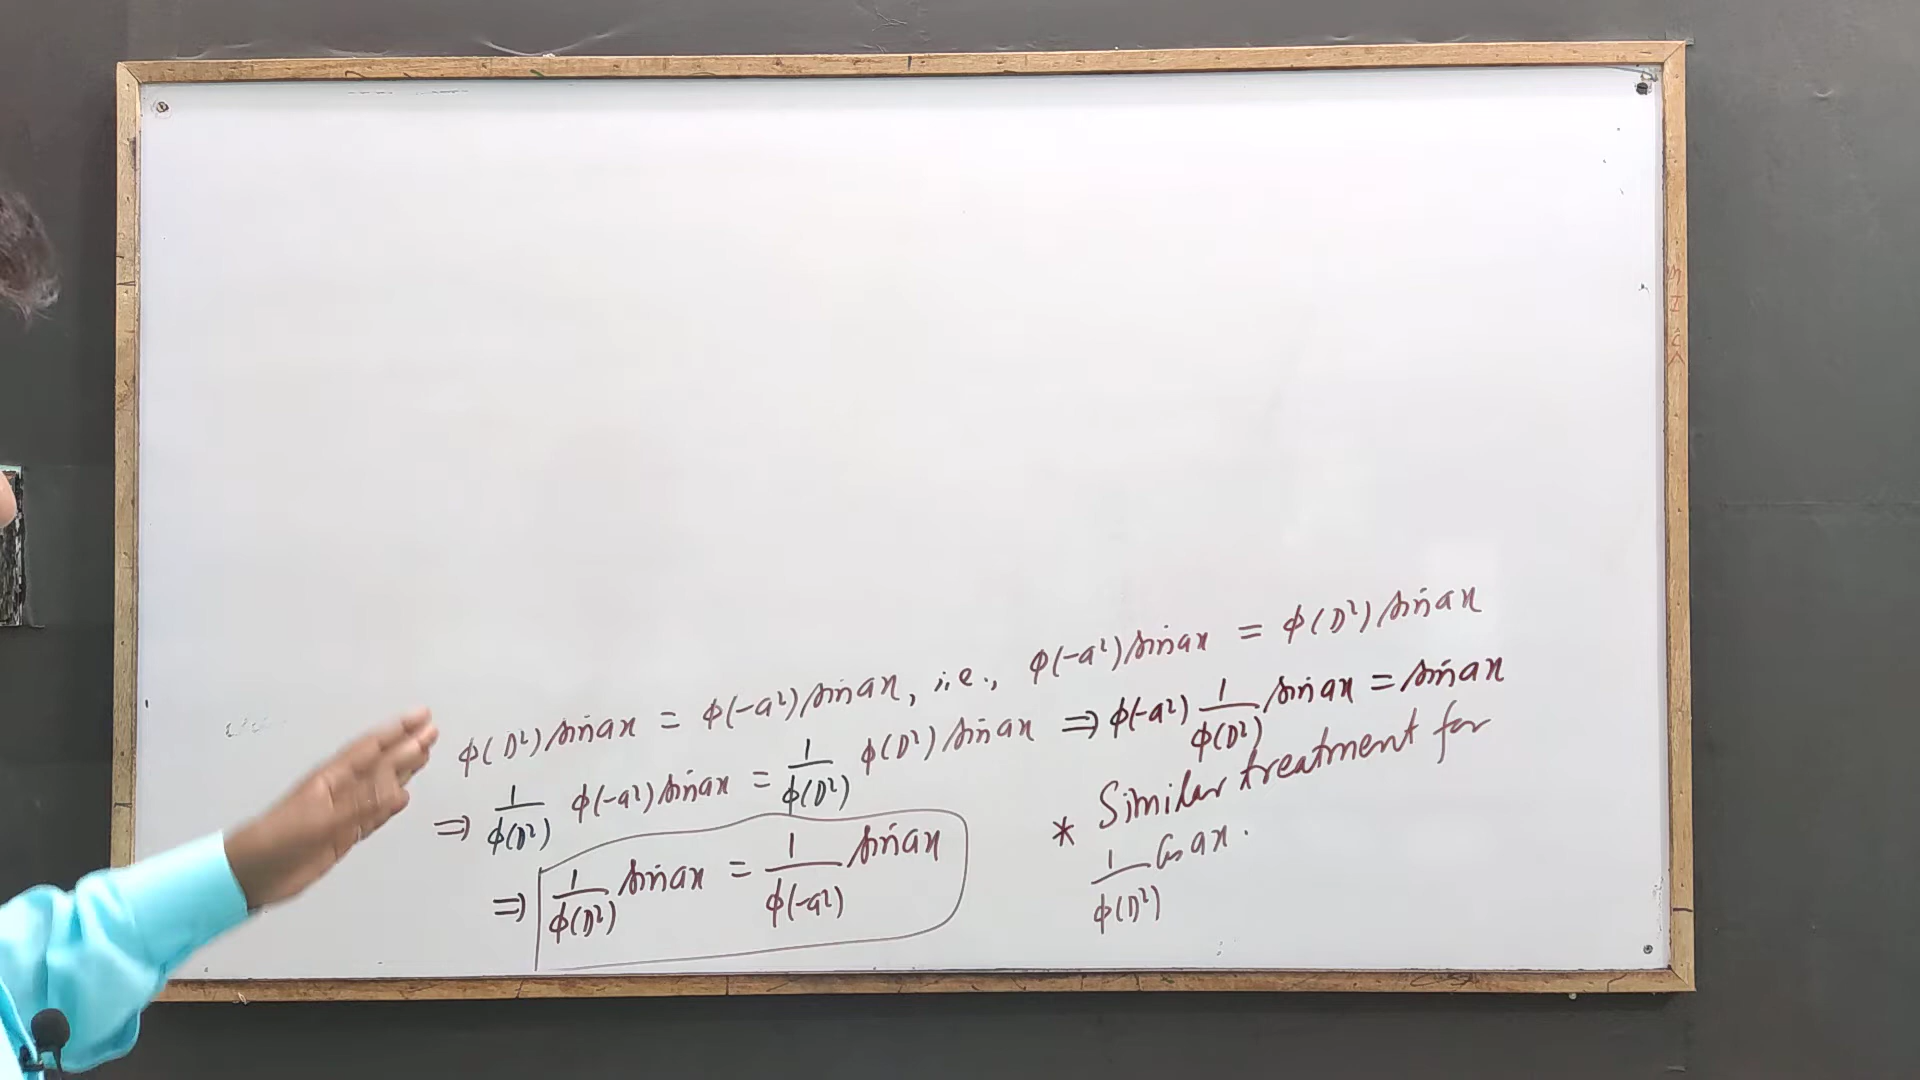 ϕ(D²) sin ax = ϕ(-a²) sin ax, i.e., ϕ(-a²) sin ax = ϕ(D²) sin ax
⇒ 1/ϕ(D²) ϕ(-a²) sin ax = 1/ϕ(D²) ϕ(D²) sin ax ⇒ ϕ(-a²) 1/ϕ(D²) sin ax = sin ax
⇒ 1/ϕ(D²) sin ax = 1/ϕ(-a²) sin ax
* Similar treatment for
1/ϕ(D²) Cos ax.